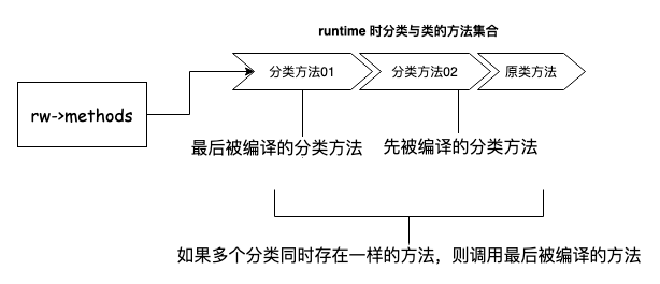 runtime 时分类与类的方法集合
分类方法01
分类方法02
原类方法
rw->methods
最后被编译的分类方法
先被编译的分类方法
如果多个分类同时存在一样的方法，则调用最后被编译的方法